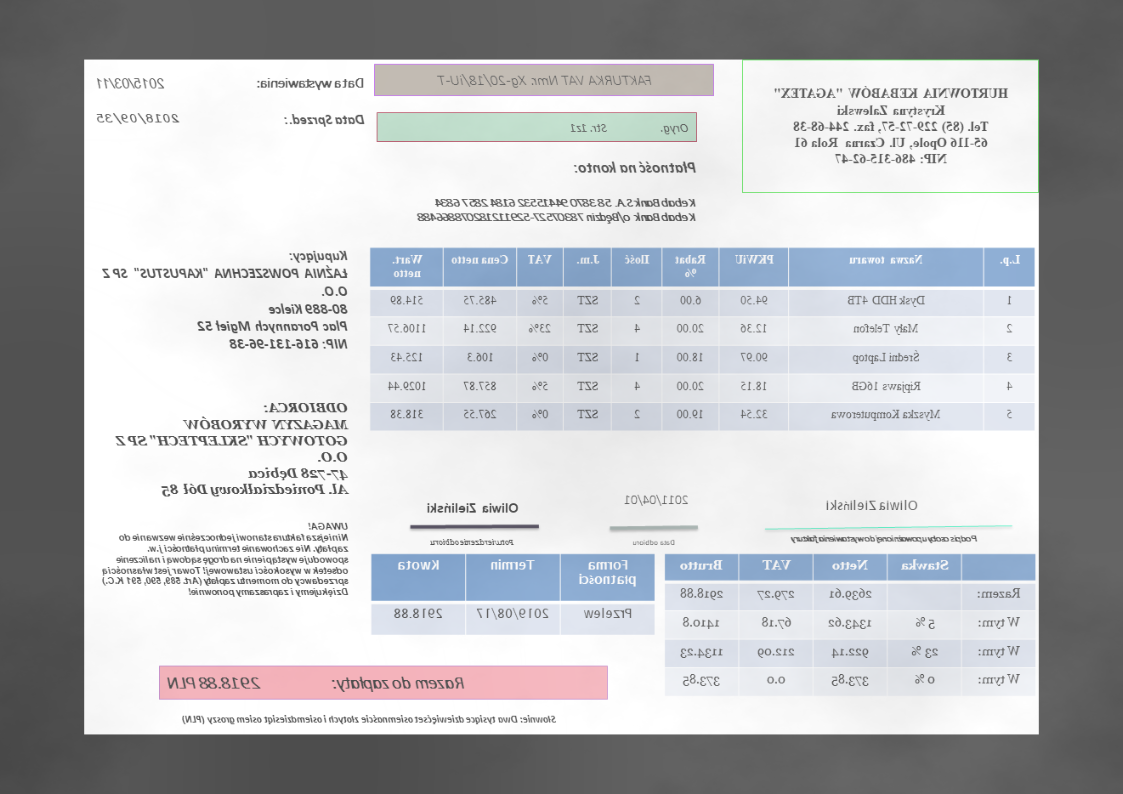 HURTOWNIA KEBABÓW "AGATEX"
Krystyna Zalewski
Tel. (85) 229-72-57, fax. 244-68-38
65-116 Opole, Ul. Czarna Rola 61
NIP: 486-315-62-47
FAKTURKA VAT Nmr. Xg-20/18/iU-T
Data wystawienia: 2015/03/11
Oryg. Str. 1z1
Data Sprzed.: 2018/09/35
Płatność na konto:
Kebab Bank S.A. 58 3870 9441 5532 6184 2857 6834
Kebab Bank o/Będzin 78307527-529111218207886 6488
L.p. Nazwa towaru PKWiU Rabat % Ilość J.m. VAT Cena netto Wart. netto
1 Dysk HDD 4TB 94.50 6.00 2 SZT 5% 485.75 514.89
2 Mały Telefon 12.36 20.00 4 SZT 23% 922.14 1106.57
3 Średni Laptop 90.97 18.00 1 SZT 0% 106.3 125.43
4 Ripjaws 16GB 18.15 20.00 4 SZT 5% 857.87 1029.44
5 Myszka Komputerowa 32.54 19.00 2 SZT 0% 267.55 318.38
Kupujący:
ŁAŹNIA POWSZECHNA "KAPUSTUS" SP Z
O.O.
80-889 Kielce
Plac Porannych Mgieł 52
NIP: 616-131-96-38
ODBIORCA:
MAGAZYN WYROBÓW
GOTOWYCH "SKLEPTECH" SP Z
O.O.
47-728 Dębica
Al. Poniedziałkowy Dół 85
Oliwia Zieliński
Podpis osoby upoważnionej do wystawienia faktury
2011/04/01
Data odbioru
Oliwia Zieliński
Potwierdzenie odbioru
UWAGA!
Niniejsza faktura stanowi jednocześnie wezwanie do
zapłaty. Nie zachowanie terminu płatności j.w.
spowoduje wystąpienie na drogę sądową i naliczenie
odsetek w wysokości ustawowej! Towar jest własnością
sprzedawcy do momentu zapłaty (Art. 589, 590, 591 K.C.)
Dziękujemy i zapraszamy ponownie!
Stawka Netto VAT Brutto
Razem: 2639.61 279.27 2918.88
W tym: 5 % 1343.62 67.18 1410.8
W tym: 23 % 922.14 212.09 1134.23
W tym: 0 % 373.85 0.0 373.85
Forma płatności Termin Kwota
Przelew 2019/08/17 2918.88
Razem do zapłaty: 2918.88 PLN
Słownie: Dwa tysiące dziewięćset osiemnaście złotych i osiemdziesiąt osiem groszy (PLN)